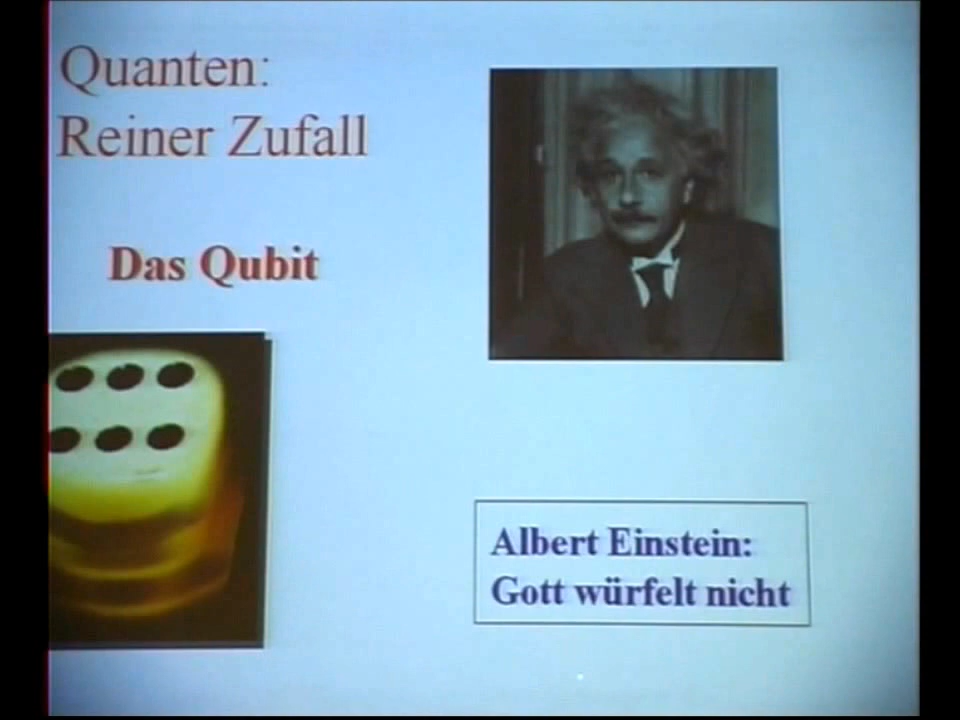 Quanten:
Reiner Zufall
Das Qubit
Albert Einstein:
Gott würfelt nicht